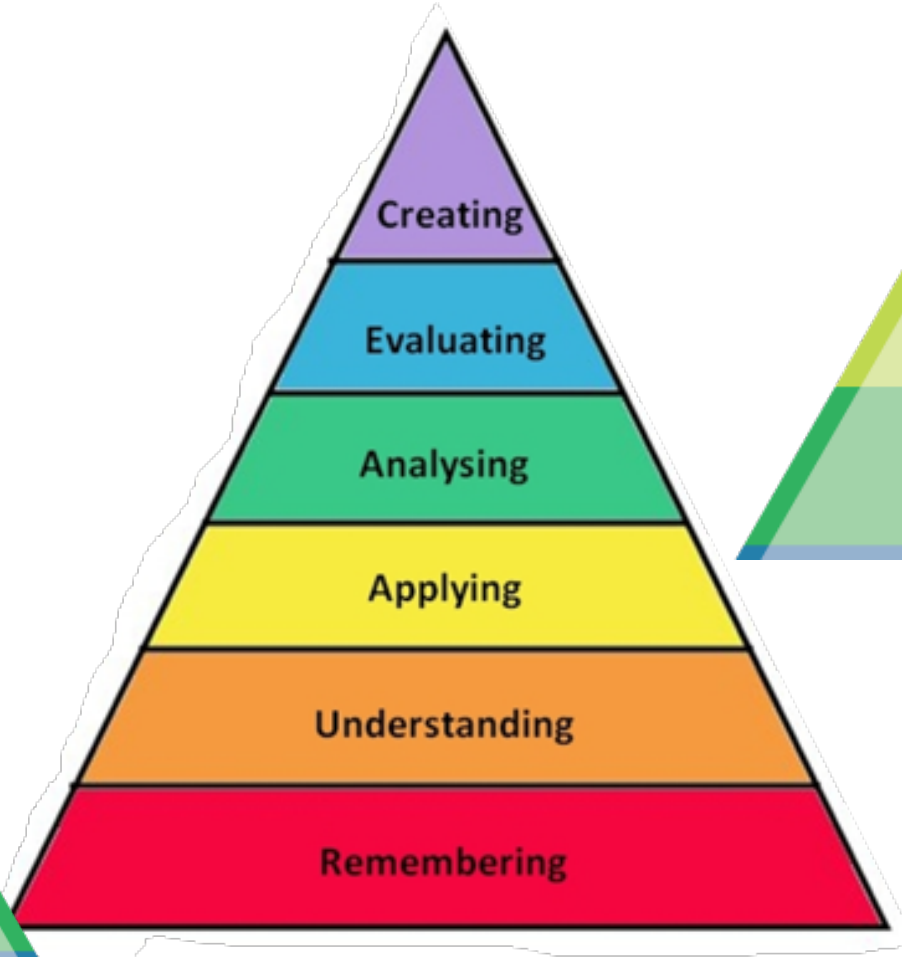 Creating
Evaluating
Analysing
Applying
Understanding
Remembering